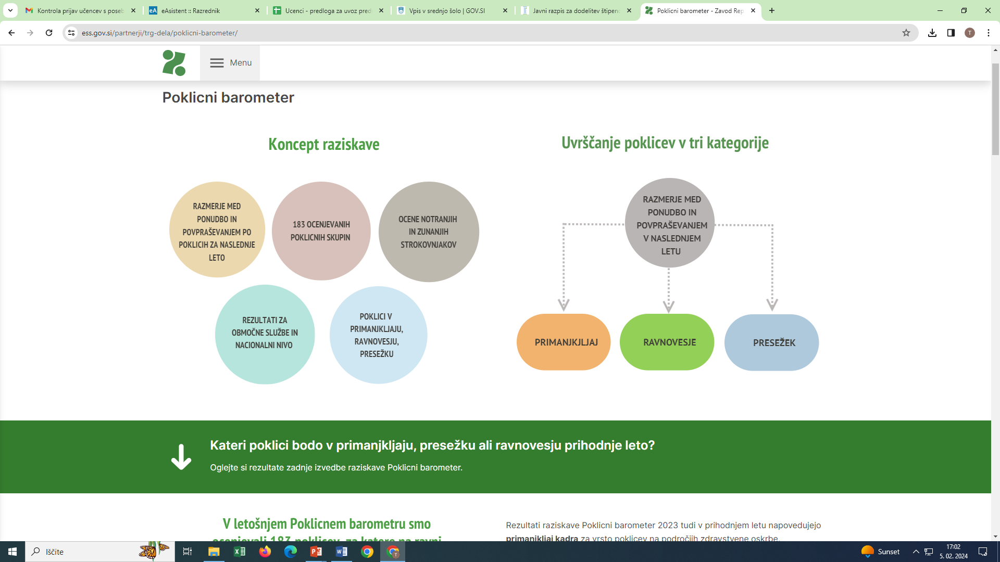 Kontrola prijav učencev s poseb
eAsistent :: Razrednik
Ucenci - predloga za uvoz pred
Vpis v srednjo šolo | GOV.SI
Javni razpis za dodelitev štipend
Poklicni barometer - Zavod Rep
ess.gov.si/partnerji/trg-dela/poklicni-barometer/
T
Menu
Poklicni barometer
Koncept raziskave
RAZMERJE MED
PONUDBO IN
POVPRAŠEVANJEM PO
POKLICIH ZA NASLEDNJE
LETO
183 OCENJEVANIH
POKLICNIH SKUPIN
OCENE NOTRANJIH
IN ZUNANJIH
STROKOVNJAKOV
REZULTATI ZA
OBMOČNE SLUŽBE IN
NACIONALNI NIVO
POKLICI V
PRIMANJKLJAJU,
RAVNOVESJU,
PRESEŽKU
Uvrščanje poklicev v tri kategorije
RAZMERJE MED
PONUDBO IN
POVPRAŠEVANJEM
V NASLEDNJEM
LETU
PRIMANJKJLJAJ
RAVNOVESJE
PRESEŽEK
Kateri poklici bodo v primanjkljaju, presežku ali ravnovesju prihodnje leto?
Oglejte si rezultate zadnje izvedbe raziskave Poklicni barometer.
V letošnjem Poklicnem barometru smo
ocenjevali 183 poklicev, za katere na ravni
Rezultati raziskave Poklicni barometer 2023 tudi v prihodnjem letu napovedujejo
primanjkljaj kadra za vrsto poklicev na področjih zdravstvene oskrbe,
Iščite
Sunset
17:02
5. 02. 2024